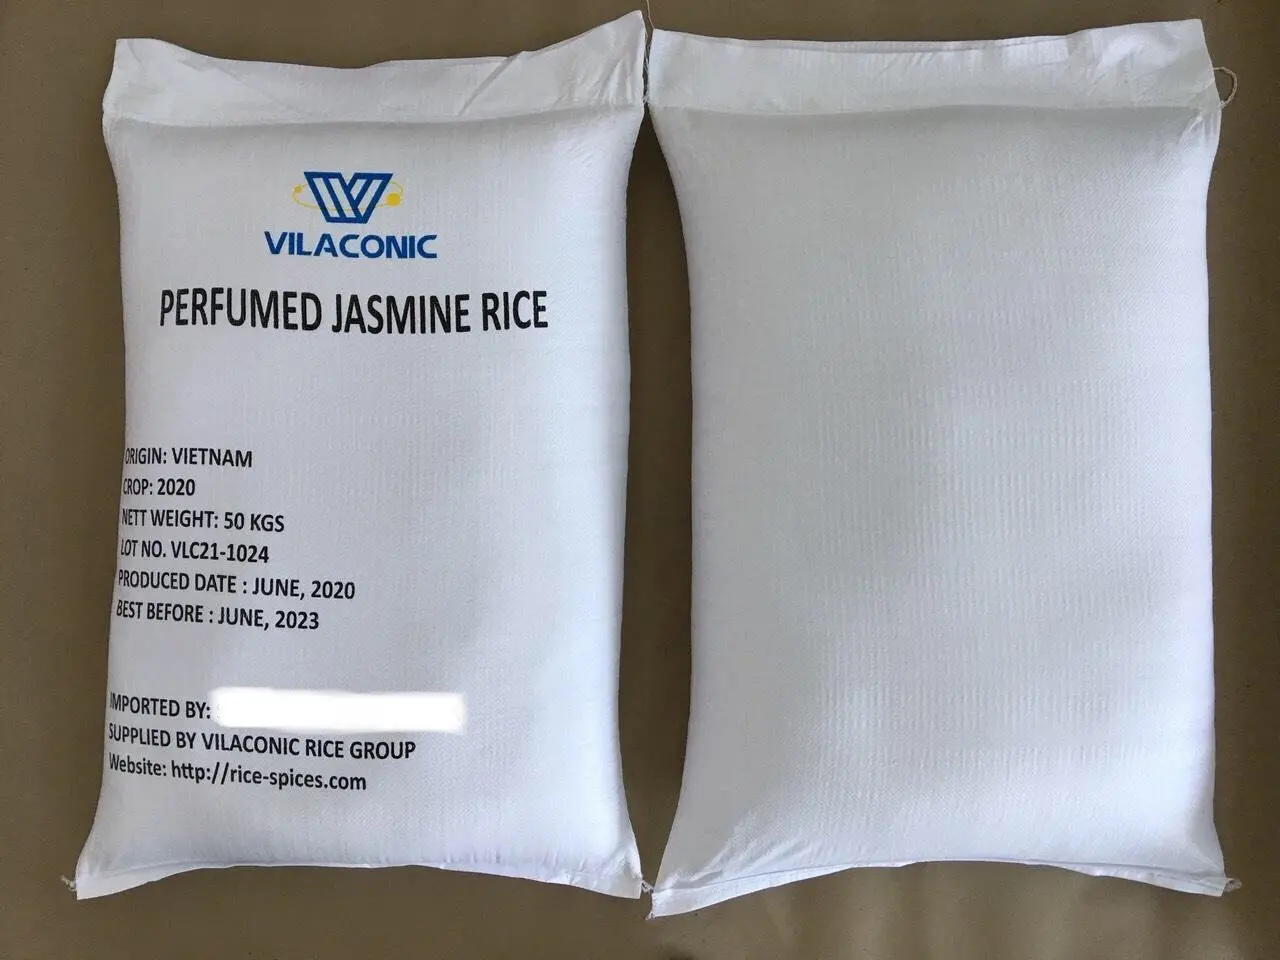 VILACONIC
PERFUMED JASMINE RICE
ORIGIN: VIETNAM
CROP: 2020
NETT WEIGHT: 50 KGS
LOT NO. VLC21-1024
PRODUCED DATE : JUNE, 2020
BEST BEFORE : JUNE, 2023
IMPORTED BY:
SUPPLIED BY VILACONIC RICE GROUP
Website: http://rice-spices.com